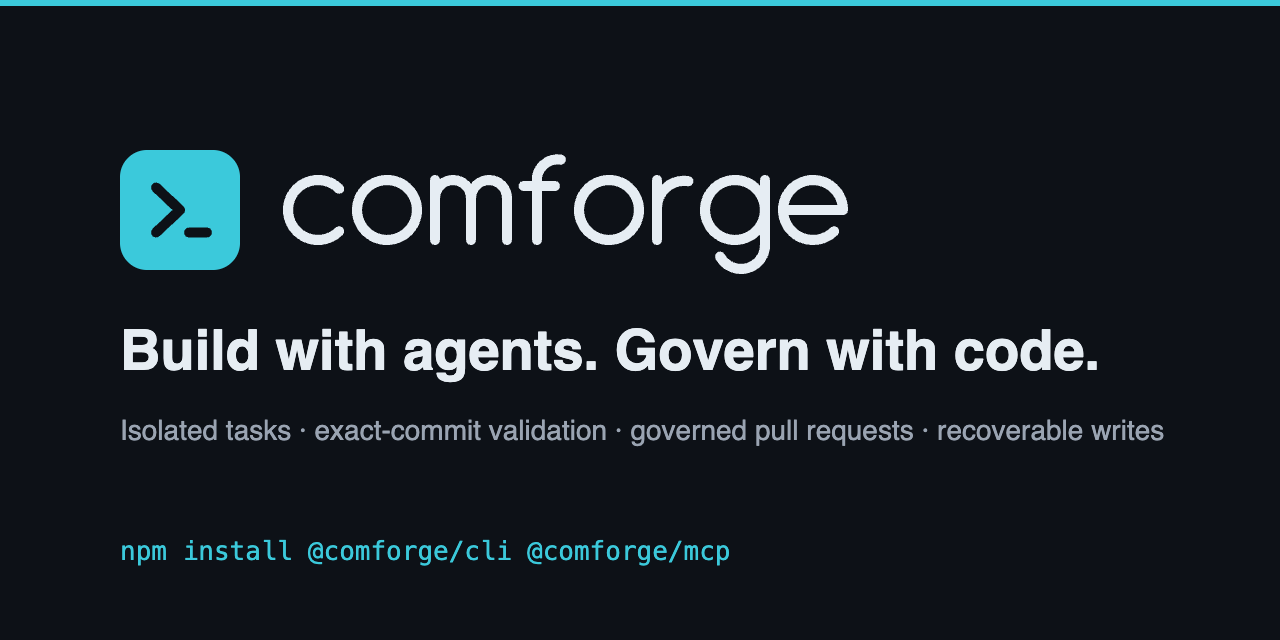 comforge
Build with agents. Govern with code.
Isolated tasks · exact-commit validation · governed pull requests · recoverable writes
npm install @comforge/cli @comforge/mcp